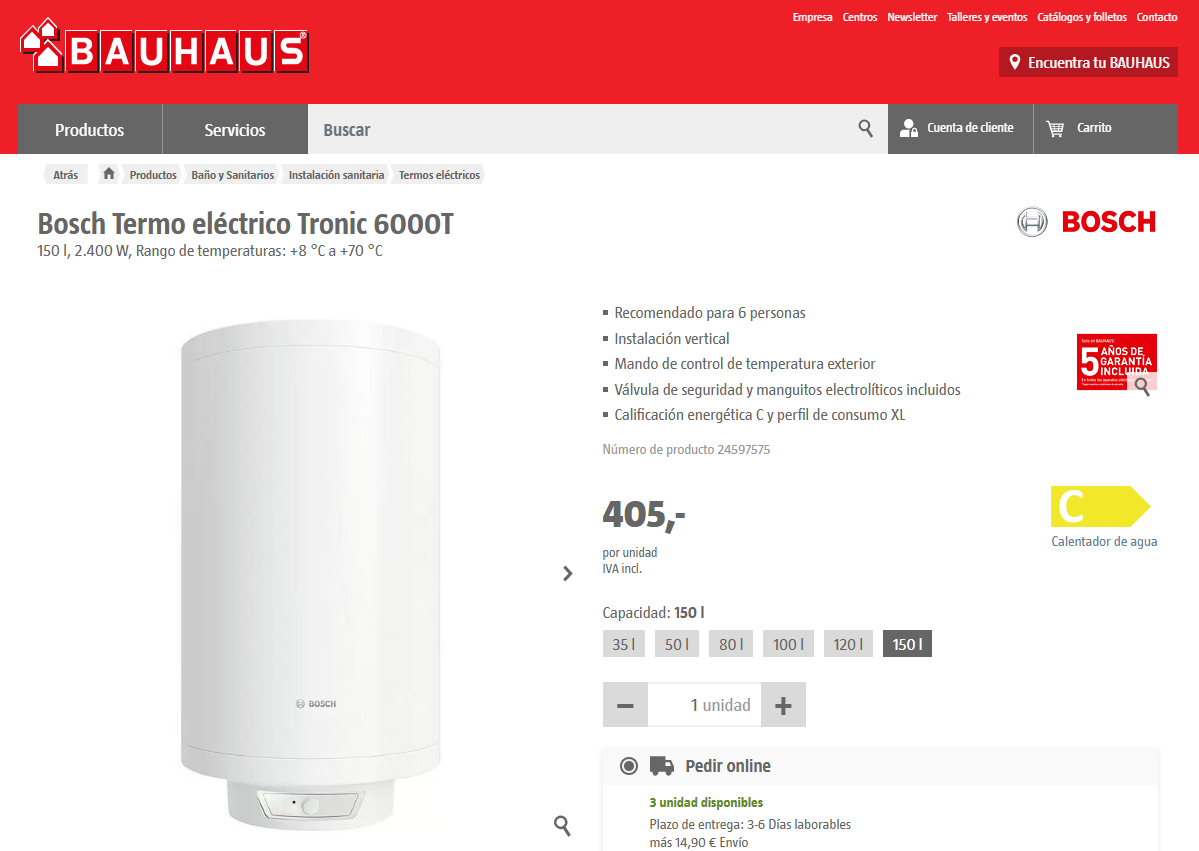 Empresa Centros Newsletter Talleres y eventos Catálogos y folletos Contacto
BAUHAUS®
Encuentra tu BAUHAUS
Productos Servicios Buscar Cuenta de cliente Carrito
Atrás Productos Baño y Sanitarios Instalación sanitaria Termos eléctricos
Bosch Termo eléctrico Tronic 6000T
150 l, 2.400 W, Rango de temperaturas: +8 °C a +70 °C
BOSCH
Recomendado para 6 personas
Instalación vertical
Mando de control de temperatura exterior
Válvula de seguridad y manguitos electrolíticos incluidos
Calificación energética C y perfil de consumo XL
Solo en BAUHAUS:
5 AÑOS DE
GARANTÍA
INCLUIDA
Número de producto 24597575
405,-
por unidad
IVA incl.
C
Calentador de agua
Capacidad: 150 l
35 l 50 l 80 l 100 l 120 l 150 l
BOSCH
1 unidad
Pedir online
3 unidad disponibles
Plazo de entrega: 3-6 Días laborables
más 14,90 € Envío